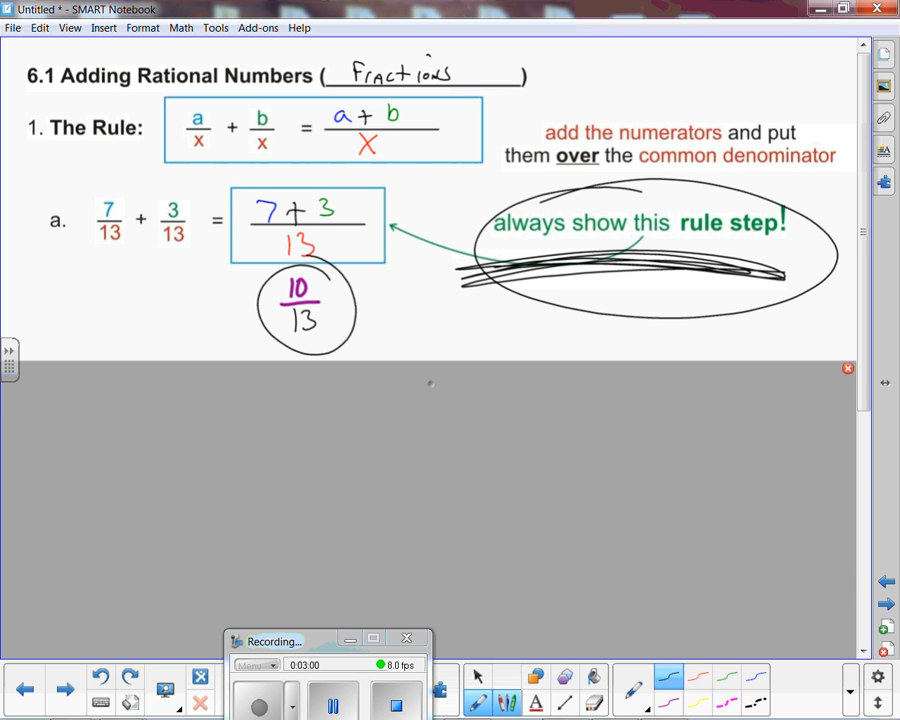 Untitled * - SMART Notebook
File Edit View Insert Format Math Tools Add-ons Help
6.1 Adding Rational Numbers ( Fractions )
1. The Rule: a/x + b/x = a + b/x
add the numerators and put
them over the common denominator
a. 7/13 + 3/13 = 7 + 3/13
always show this rule step!
10/13
Recording...
Menu 0:03:00 8.0 fps
A